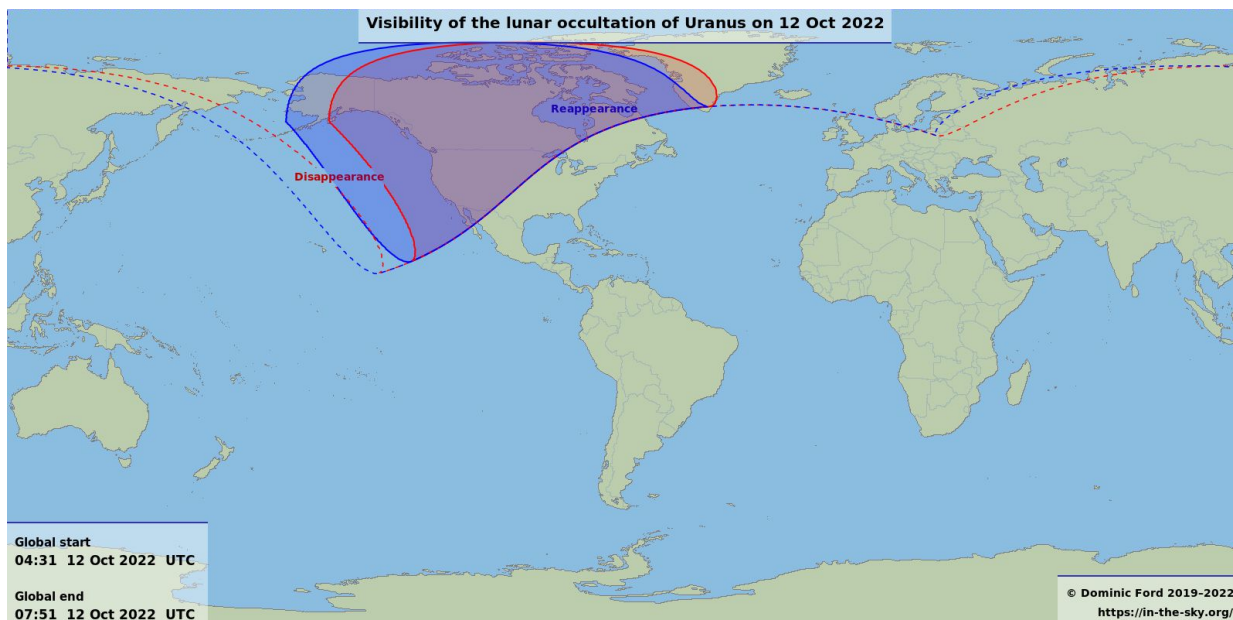 Visibility of the lunar occultation of Uranus on 12 Oct 2022
Reappearance
Disappearance
Global start
04:31 12 Oct 2022 UTC
Global end
07:51 12 Oct 2022 UTC
© Dominic Ford 2019–2022
https://in-the-sky.org/